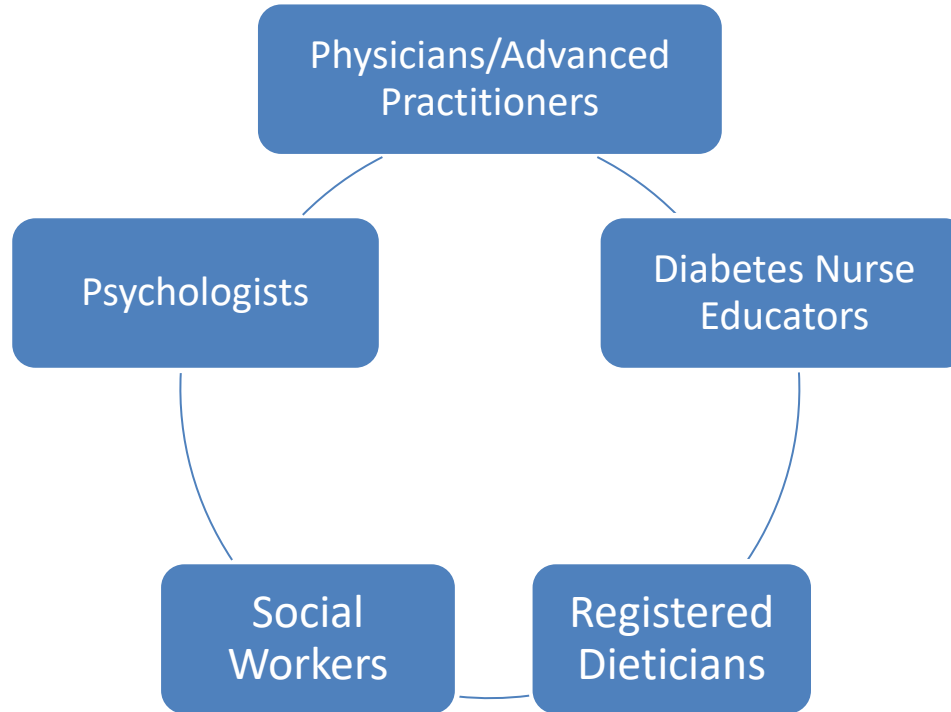 Physicians/Advanced
Practitioners
Psychologists
Diabetes Nurse
Educators
Social
Workers
Registered
Dieticians